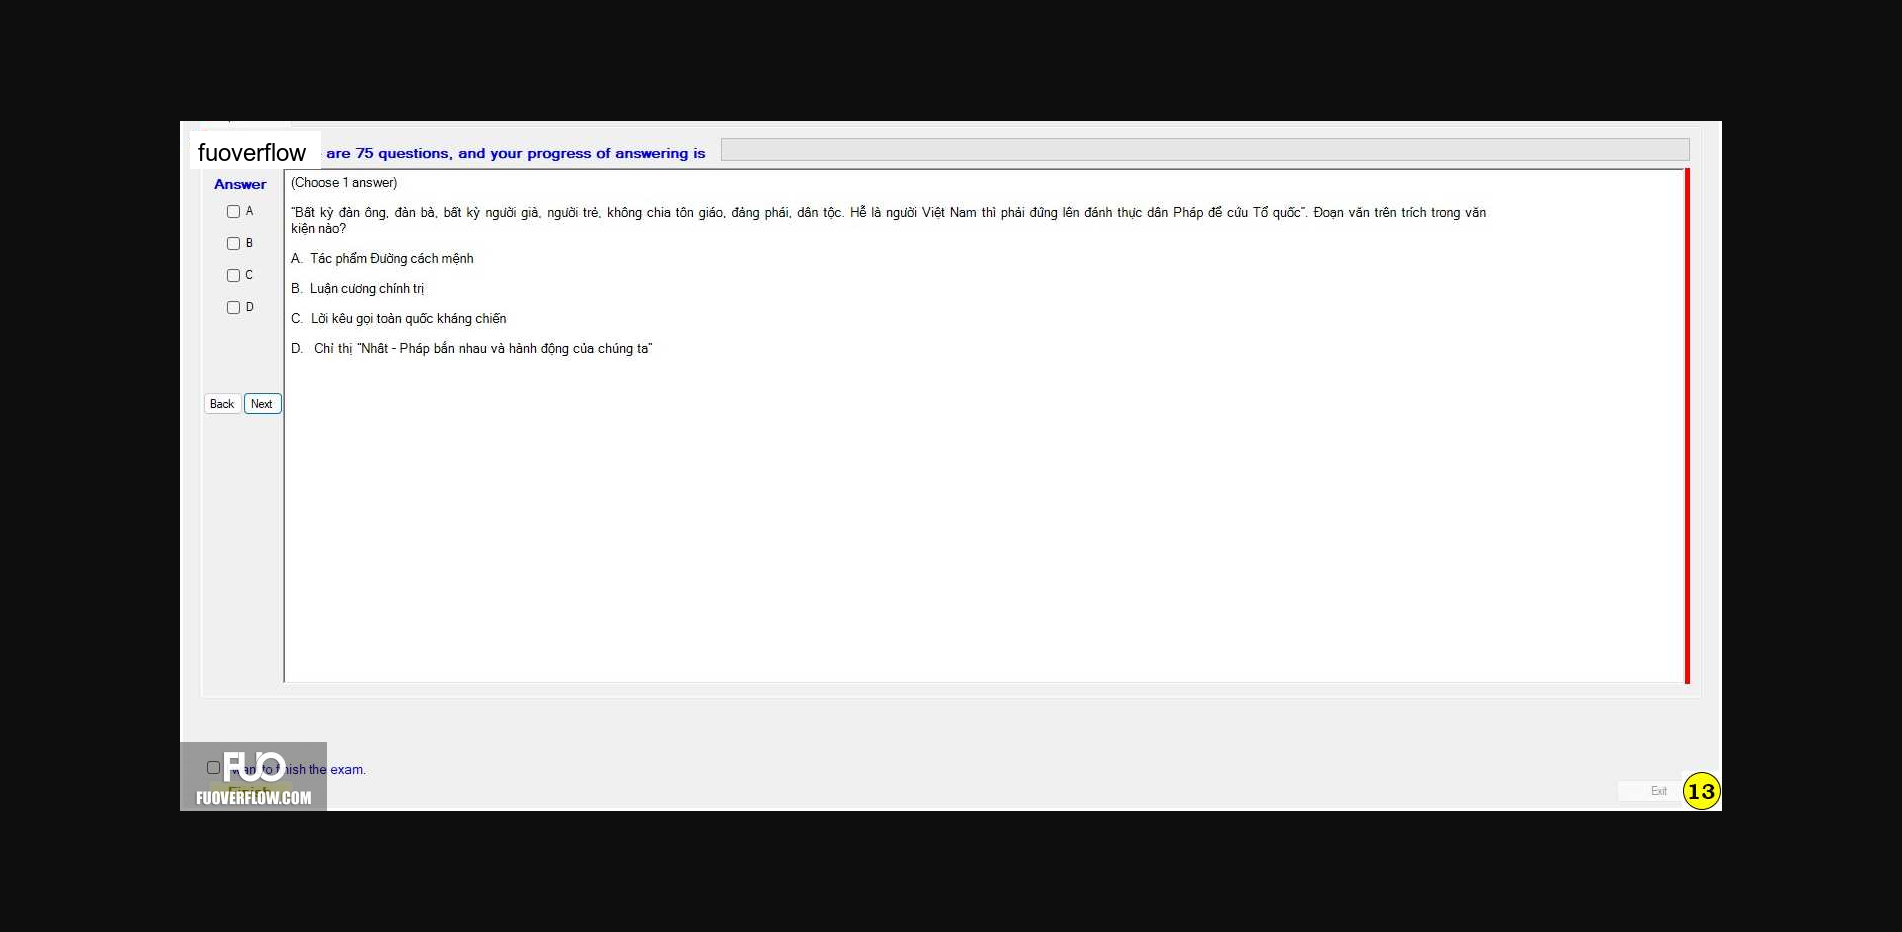 fuoverflow are 75 questions, and your progress of answering is
Answer
(Choose 1 answer)
A
"Bất kỳ đàn ông, đàn bà, bất kỳ người già, người trẻ, không chia tôn giáo, đảng phái, dân tộc. Hễ là người Việt Nam thì phải đứng lên đánh thực dân Pháp để cứu Tổ quốc". Đoạn văn trên trích trong văn
kiện nào?
B
A. Tác phẩm Đường cách mệnh
C
B. Luận cương chính trị
D
C. Lời kêu gọi toàn quốc kháng chiến
D. Chỉ thị "Nhật - Pháp bắn nhau và hành động của chúng ta"
Back Next
FUO
want to finish the exam.
Finish
FUOVERFLOW.COM
Exit
13